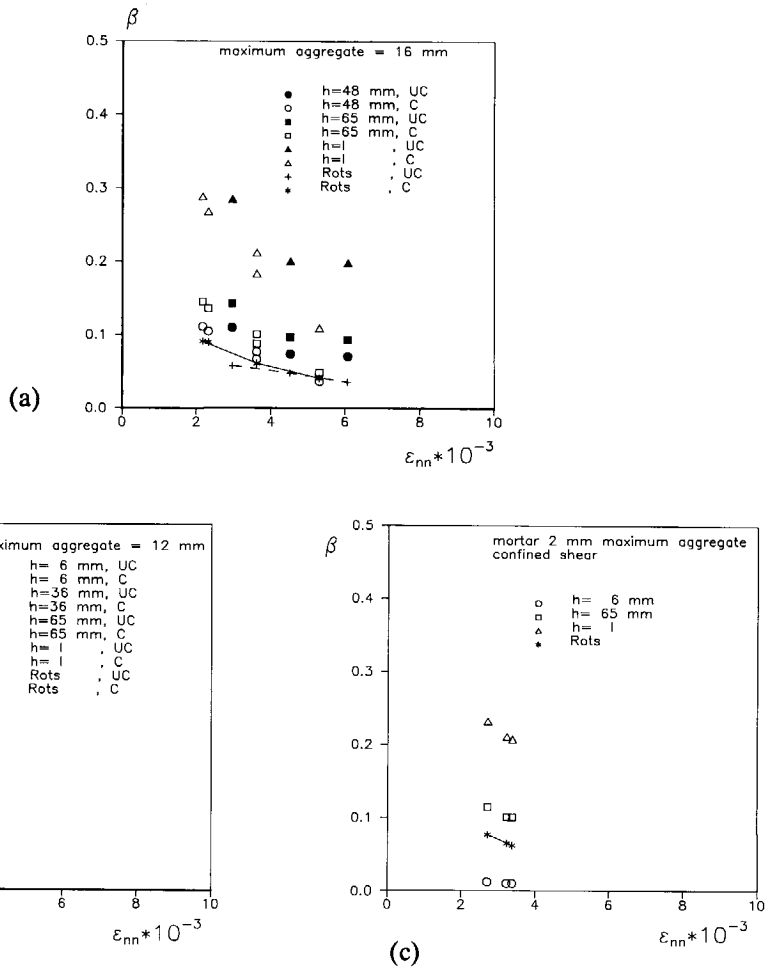 β
0.5
maximum aggregate = 16 mm
h=48 mm, UC
h=48 mm, C
h=65 mm, UC
h=65 mm, C
h=l , UC
h=l , C
Rots , UC
Rots , C
0.4
0.3
0.2
0.1
0.0
0 2 4 6 8 10
εnn*10⁻³
(a)
ximum aggregate = 12 mm
h= 6 mm, UC
h= 6 mm, C
h=36 mm, UC
h=36 mm, C
h=65 mm, UC
h=65 mm, C
h= l , UC
h= l , C
Rots , UC
Rots , C
6 8 10
εnn*10⁻³
β
0.5
mortar 2 mm maximum aggregate
confined shear
h= 6 mm
h= 65 mm
h= l
Rots
0.4
0.3
0.2
0.1
0.0
0 2 4 6 8 10
εnn*10⁻³
(c)